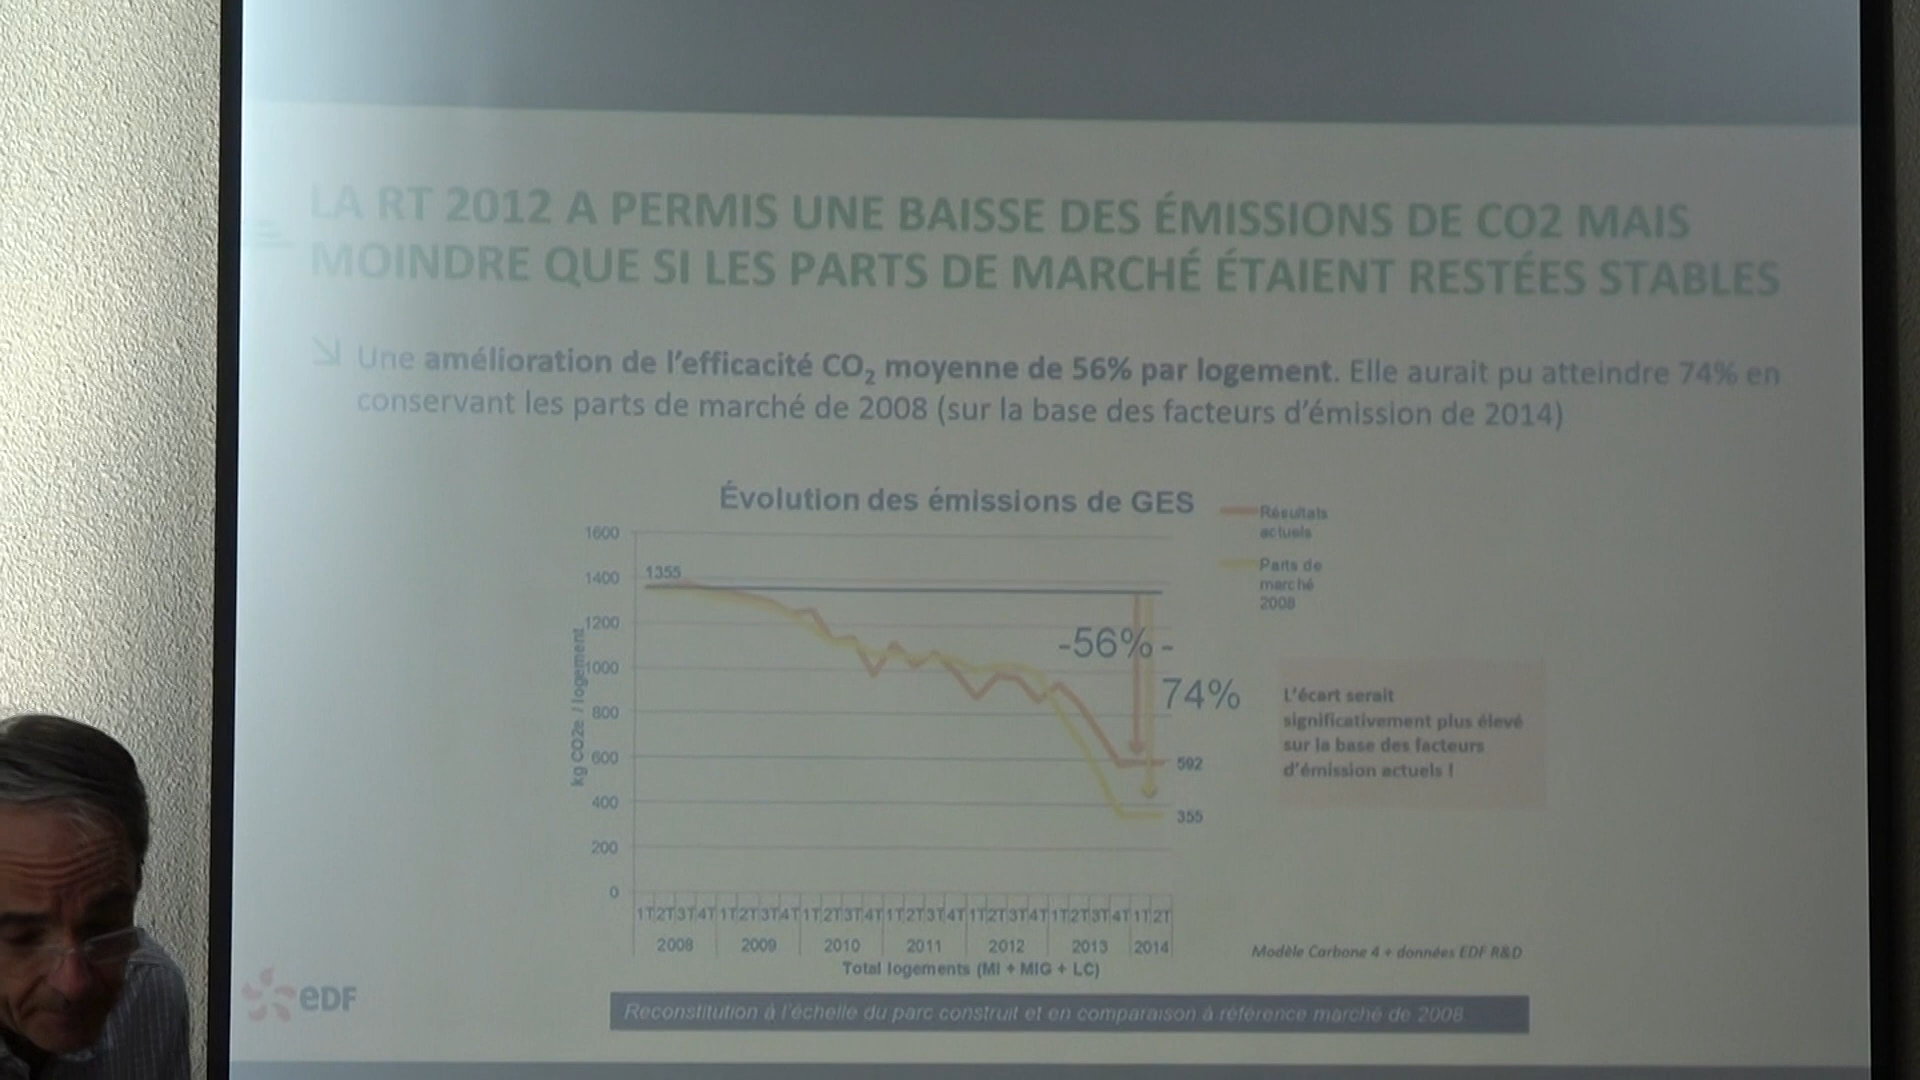 LA RT 2012 A PERMIS UNE BAISSE DES ÉMISSIONS DE CO2 MAIS
MOINDRE QUE SI LES PARTS DE MARCHÉ ÉTAIENT RESTÉES STABLES
Une amélioration de l'efficacité CO₂ moyenne de 56% par logement. Elle aurait pu atteindre 74% en
conservant les parts de marché de 2008 (sur la base des facteurs d'émission de 2014)
Évolution des émissions de GES
Résultats
actuels
Parts de
marché
2008
kg CO2e / logement
1600
1400
1200
1000
800
600
400
200
0
1355
-56% -
74%
592
355
L'écart serait
significativement plus élevé
sur la base des facteurs
d'émission actuels !
1T 2T 3T 4T 1T 2T 3T 4T 1T 2T 3T 4T 1T 2T 3T 4T 1T 2T 3T 4T 1T 2T 3T 4T 1T 2T
2008 2009 2010 2011 2012 2013 2014
Total logements (MI + MIG + LC)
Modèle Carbone 4 + données EDF R&D
eDF
Reconstitution à l'échelle du parc construit et en comparaison à référence marché de 2008